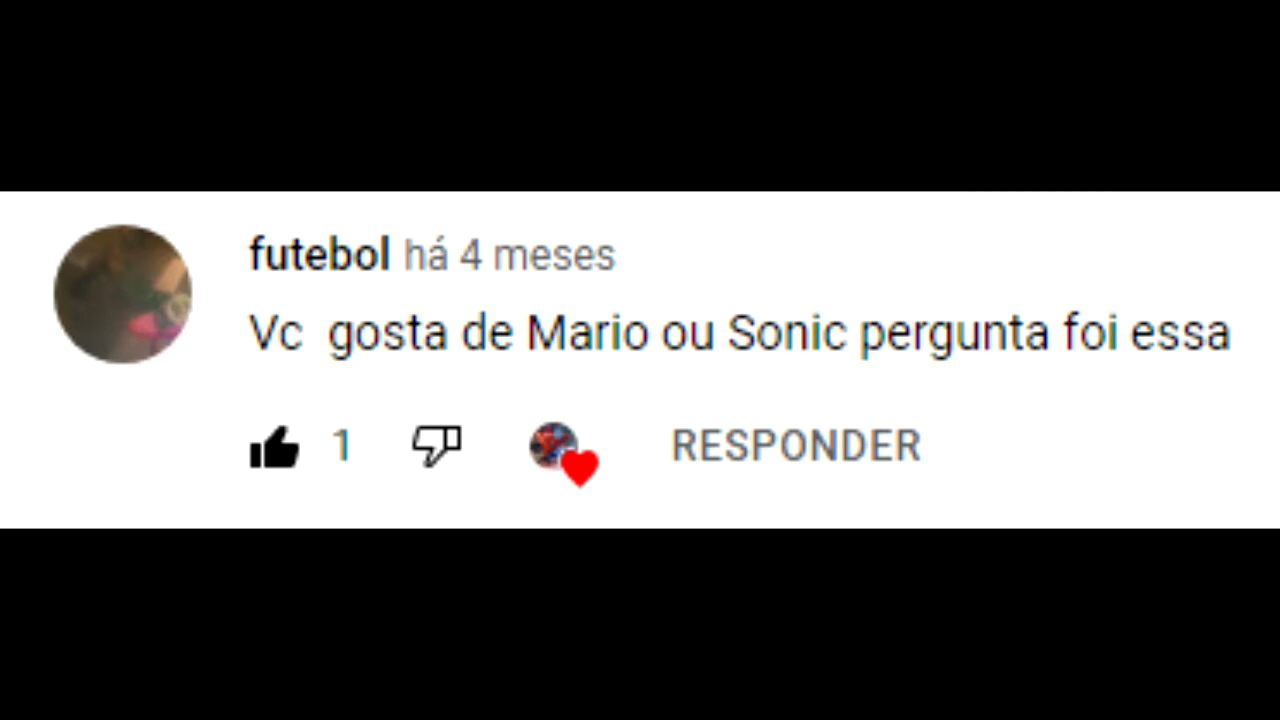 futebol há 4 meses
Vc gosta de Mario ou Sonic pergunta foi essa
1 RESPONDER